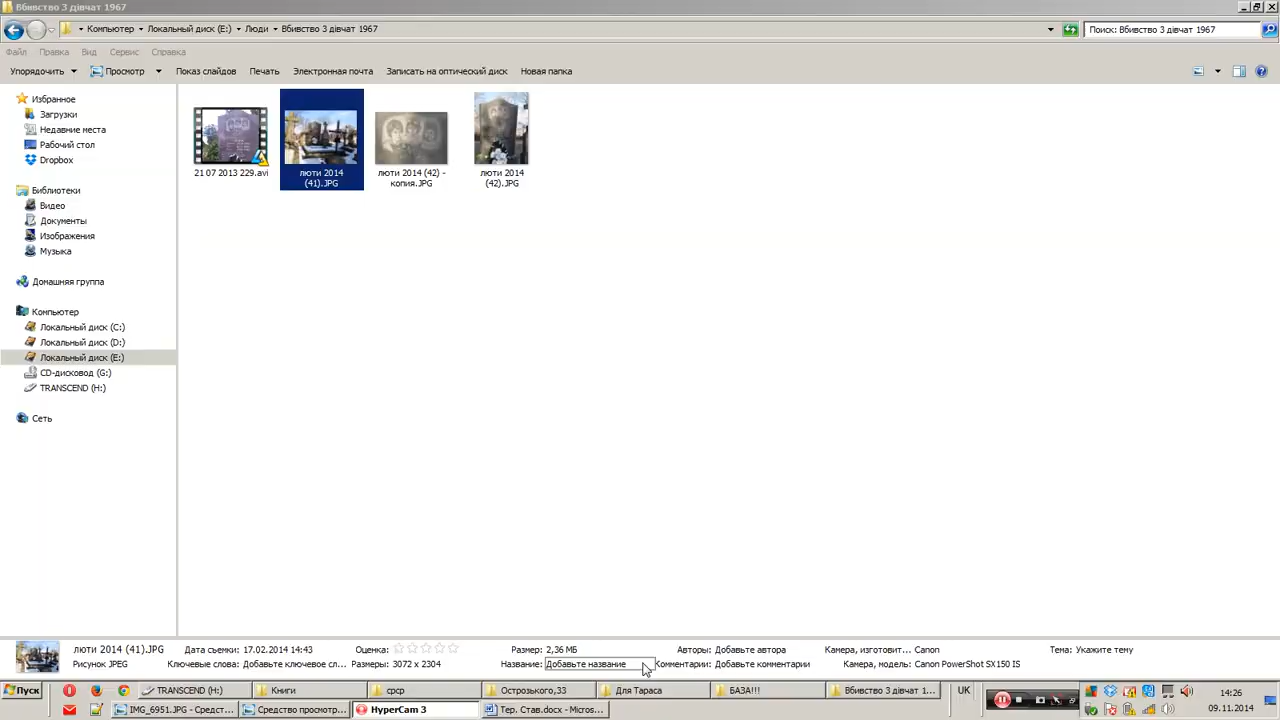 Вбивство 3 дівчат 1967
Компьютер ▸ Локальный диск (E:) ▸ Люди ▸ Вбивство 3 дівчат 1967
Поиск: Вбивство 3 дівчат 1967
Файл Правка Вид Сервис Справка
Упорядочить Просмотр Показ слайдов Печать Электронная почта Записать на оптический диск Новая папка
Избранное
Загрузки
Недавние места
Рабочий стол
Dropbox
Библиотеки
Видео
Документы
Изображения
Музыка
Домашняя группа
Компьютер
Локальный диск (C:)
Локальный диск (D:)
Локальный диск (E:)
CD-дисковод (G:)
TRANSCEND (H:)
Сеть
21 07 2013 229.avi
люти 2014
(41).JPG
люти 2014 (42) -
копия.JPG
люти 2014
(42).JPG
люти 2014 (41).JPG Дата съемки: 17.02.2014 14:43 Оценка: Размер: 2,36 МБ Авторы: Добавьте автора Камера, изготовит... Canon Тема: Укажите тему
Рисунок JPEG Ключевые слова: Добавьте ключевое сл... Размеры: 3072 x 2304 Название: Добавьте название Комментарии: Добавьте комментарии Камера, модель: Canon PowerShot SX150 IS
Пуск TRANSCEND (H:) Книги срср Острозького,33 Для Тараса БАЗА!!! Вбивство 3 дівчат 1... UK 14:26
IMG_6951.JPG - Средст... Средство просмотр... HyperCam 3 Тер. Став.docx - Micros... 09.11.2014